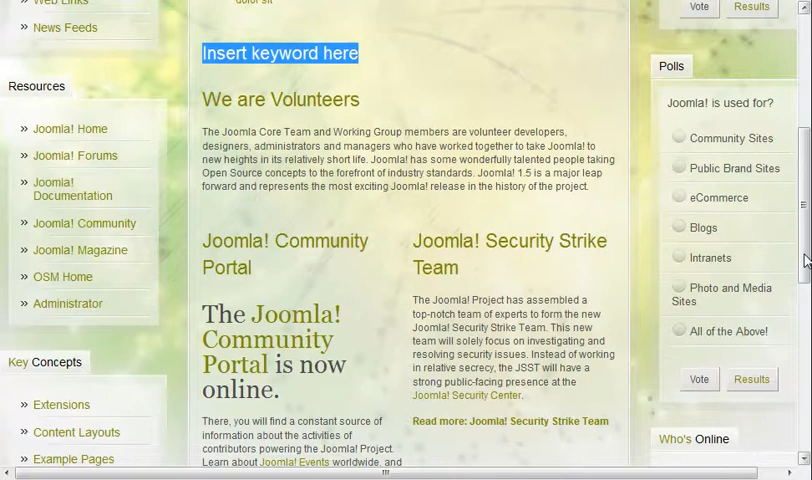 Web Links
News Feeds
Resources
» Joomla! Home
» Joomla! Forums
» Joomla!
Documentation
» Joomla! Community
» Joomla! Magazine
» OSM Home
» Administrator
Key Concepts
» Extensions
» Content Layouts
» Example Pages
dolor sit
Insert keyword here
We are Volunteers
The Joomla Core Team and Working Group members are volunteer developers,
designers, administrators and managers who have worked together to take Joomla! to
new heights in its relatively short life. Joomla! has some wonderfully talented people taking
Open Source concepts to the forefront of industry standards. Joomla! 1.5 is a major leap
forward and represents the most exciting Joomla! release in the history of the project.
Joomla! Community
Portal
The Joomla!
Community
Portal is now
online.
There, you will find a constant source of
information about the activities of
contributors powering the Joomla! Project.
Learn about Joomla! Events worldwide, and
Joomla! Security Strike
Team
The Joomla! Project has assembled a
top-notch team of experts to form the new
Joomla! Security Strike Team. This new
team will solely focus on investigating and
resolving security issues. Instead of working
in relative secrecy, the JSST will have a
strong public-facing presence at the
Joomla! Security Center.
Read more: Joomla! Security Strike Team
Vote Results
Polls
Joomla! is used for?
Community Sites
Public Brand Sites
eCommerce
Blogs
Intranets
Photo and Media
Sites
All of the Above!
Vote Results
Who's Online